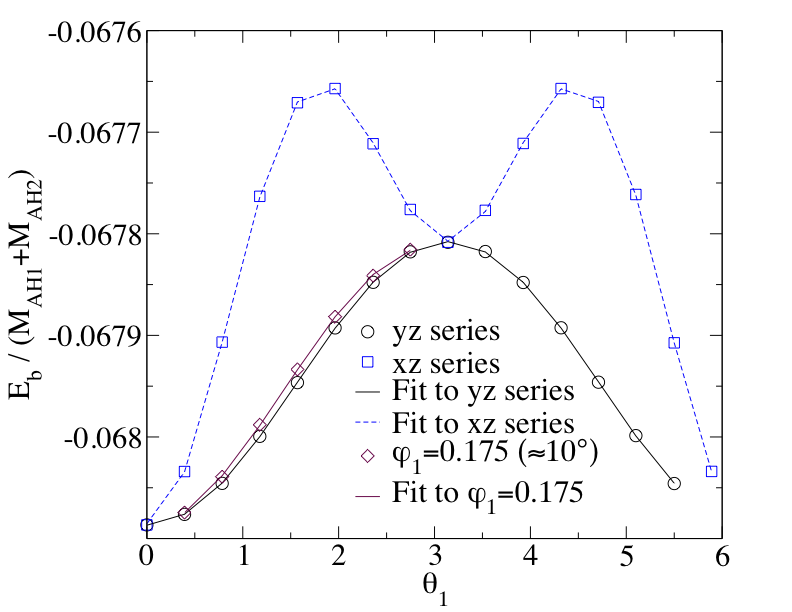 -0.0676
-0.0677
-0.0678
-0.0679
-0.068
E_b / (M_AH1+M_AH2)
yz series
xz series
Fit to yz series
Fit to xz series
φ_1=0.175 (≈10°)
Fit to φ_1=0.175
0 1 2 3 4 5 6
θ_1